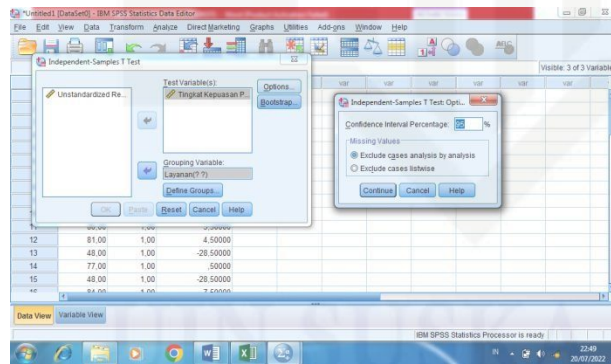 *Untitled1 [DataSet0] - IBM SPSS Statistics Data Editor
File Edit View Data Transform Analyze Direct Marketing Graphs Utilities Add-ons Window Help
Visible: 3 of 3 Variable
Independent-Samples T Test
Unstandardized Re...
Test Variable(s):
Tingkat Kepuasan P...
Grouping Variable:
Layanan(? ?)
Define Groups...
Options...
Bootstrap...
OK Paste Reset Cancel Help
var var var var var var
Independent-Samples T Test: Opti...
Confidence Interval Percentage: 95 %
Missing Values
Exclude cases analysis by analysis
Exclude cases listwise
Continue Cancel Help
12 81,00 1,00 4,50000
13 48,00 1,00 -28,50000
14 77,00 1,00 ,50000
15 48,00 1,00 -28,50000
Data View Variable View
IBM SPSS Statistics Processor is ready
IN
22:49
20/07/2022